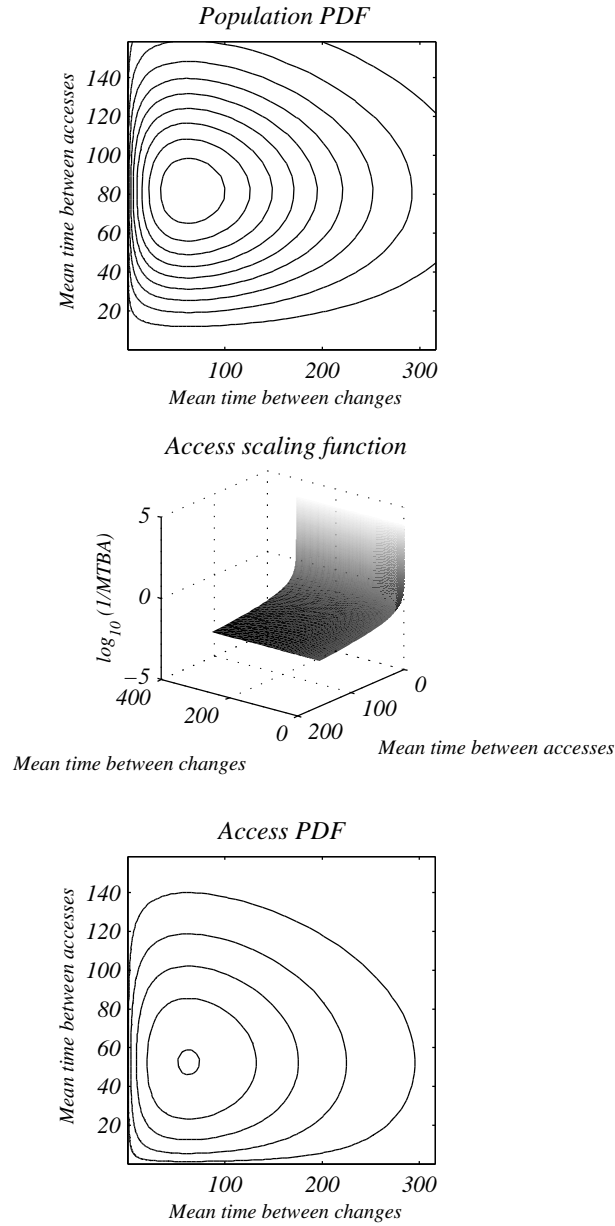 Population PDF
Mean time between accesses
140
120
100
80
60
40
20
100 200 300
Mean time between changes
Access scaling function
log10 (1/MTBA)
5
0
−5
400
200
0
200
100
0
Mean time between changes
Mean time between accesses
Access PDF
Mean time between accesses
140
120
100
80
60
40
20
100 200 300
Mean time between changes